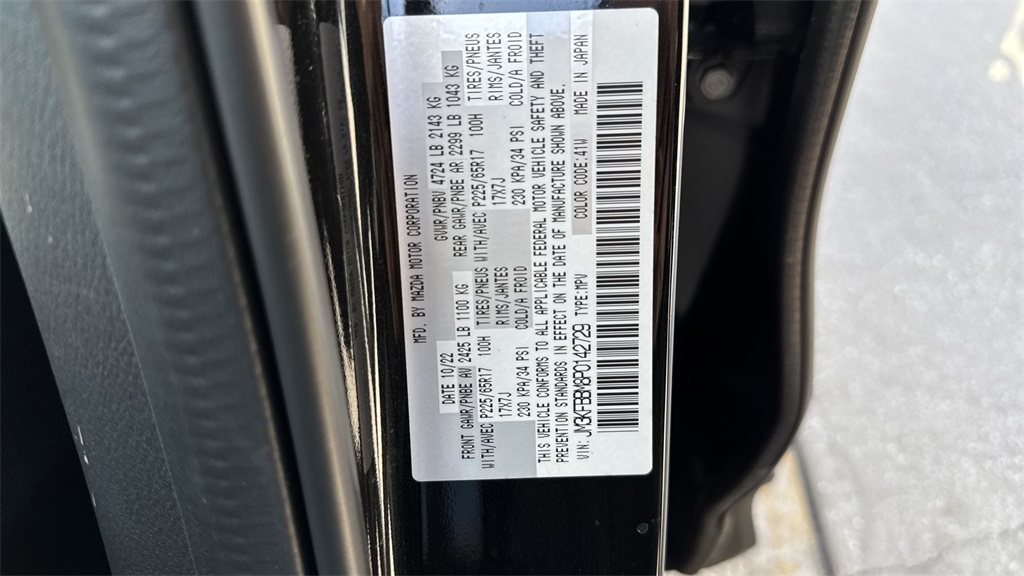 MFD. BY MAZDA MOTOR CORPORATION
DATE 10/22 GVWR/PNBV 4724 LB 2143 KG
FRONT GAWR/PNBE AV 2425 LB 1100 KG REAR GAWR/PNBE AR 2299 LB 1043 KG
WITH/AVEC P225/65R17 100H TIRES/PNEUS WITH/AVEC P225/65R17 100H TIRES/PNEUS
17X7J RIMS/JANTES 17X7J RIMS/JANTES
230 KPA/34 PSI COLD/A FROID 230 KPA/34 PSI COLD/A FROID
THIS VEHICLE CONFORMS TO ALL APPLICABLE FEDERAL MOTOR VEHICLE SAFETY AND THEFT
PREVENTION STANDARDS IN EFFECT ON THE DATE OF MANUFACTURE SHOWN ABOVE.
VIN: JM3KFBBM8P0142729 TYPE:MPV COLOR CODE:41W MADE IN JAPAN